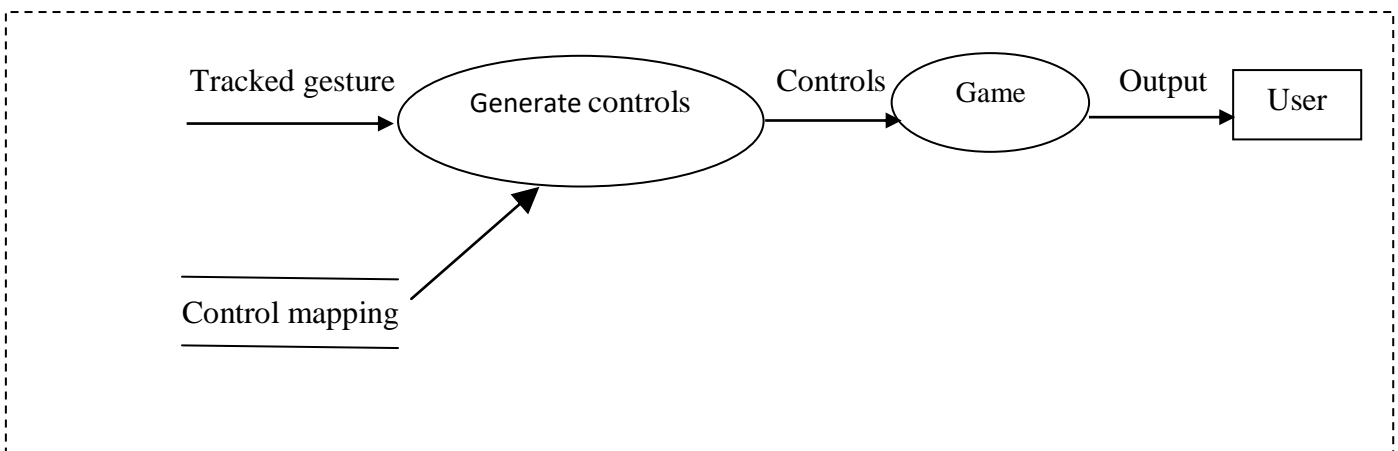 Tracked gesture
Generate controls
Controls
Game
Output
User
Control mapping